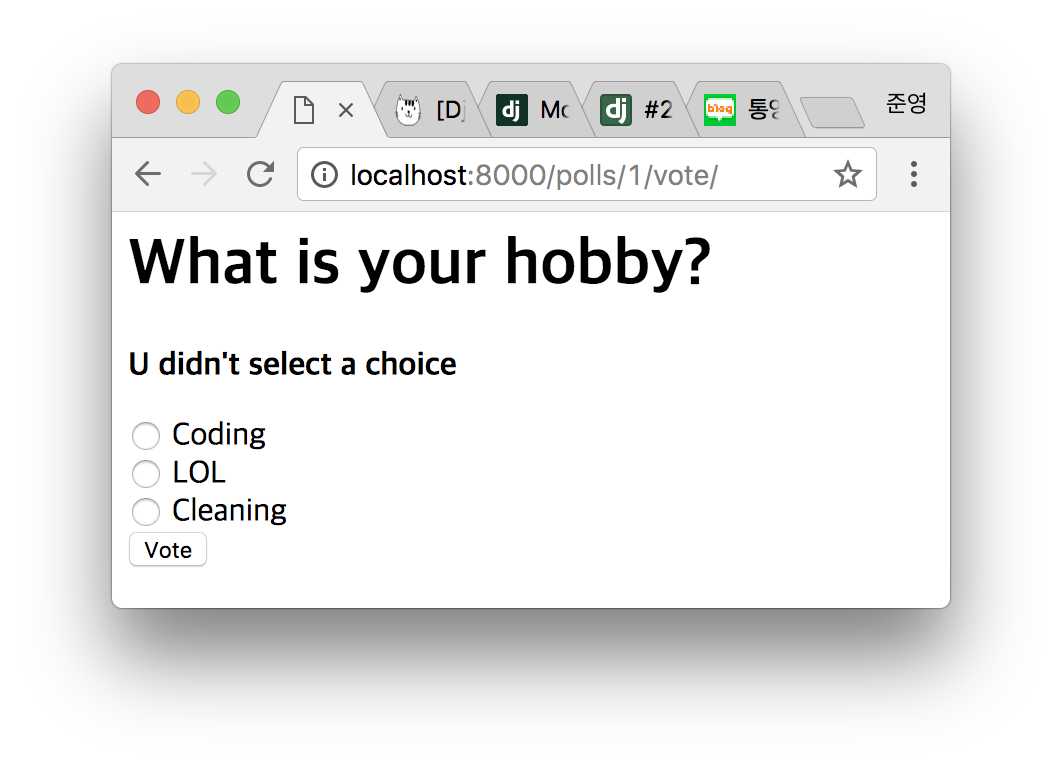 [D
dj
Mo
dj
#2
blog
통영
준영
localhost:8000/polls/1/vote/
What is your hobby?
U didn't select a choice
Coding
LOL
Cleaning
Vote